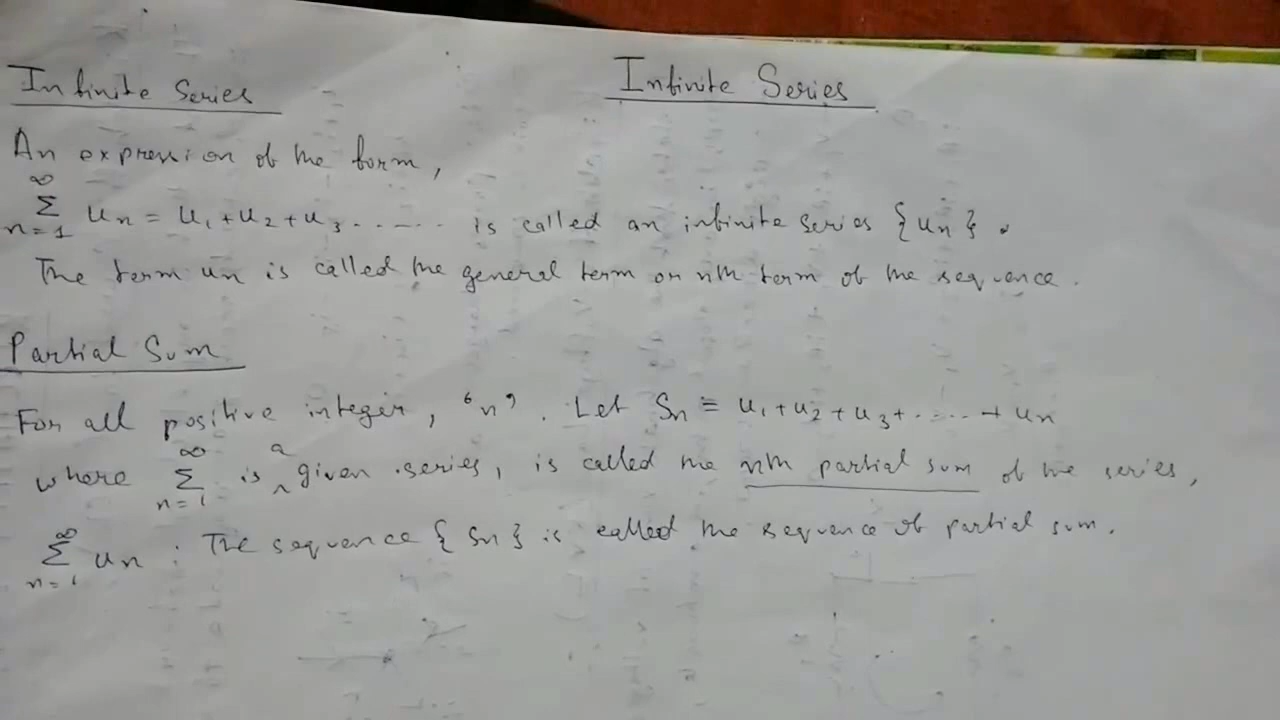 Infinite Series
Infinite Series
An expression of the form,
∑_{n=1}^{∞} un = u1 + u2 + u3 ....... is called an infinite series {un}.
The term un is called the general term or nth term of the sequence.
Partial Sum
For all positive integer, ‘n’. Let Sn = u1 + u2 + u3 + ...... + un
where ∑_{n=1}^{∞} is a given series, is called the nth partial sum of the series,
∑_{n=1}^{∞} un : The sequence {Sn} is called the sequence of partial sum.